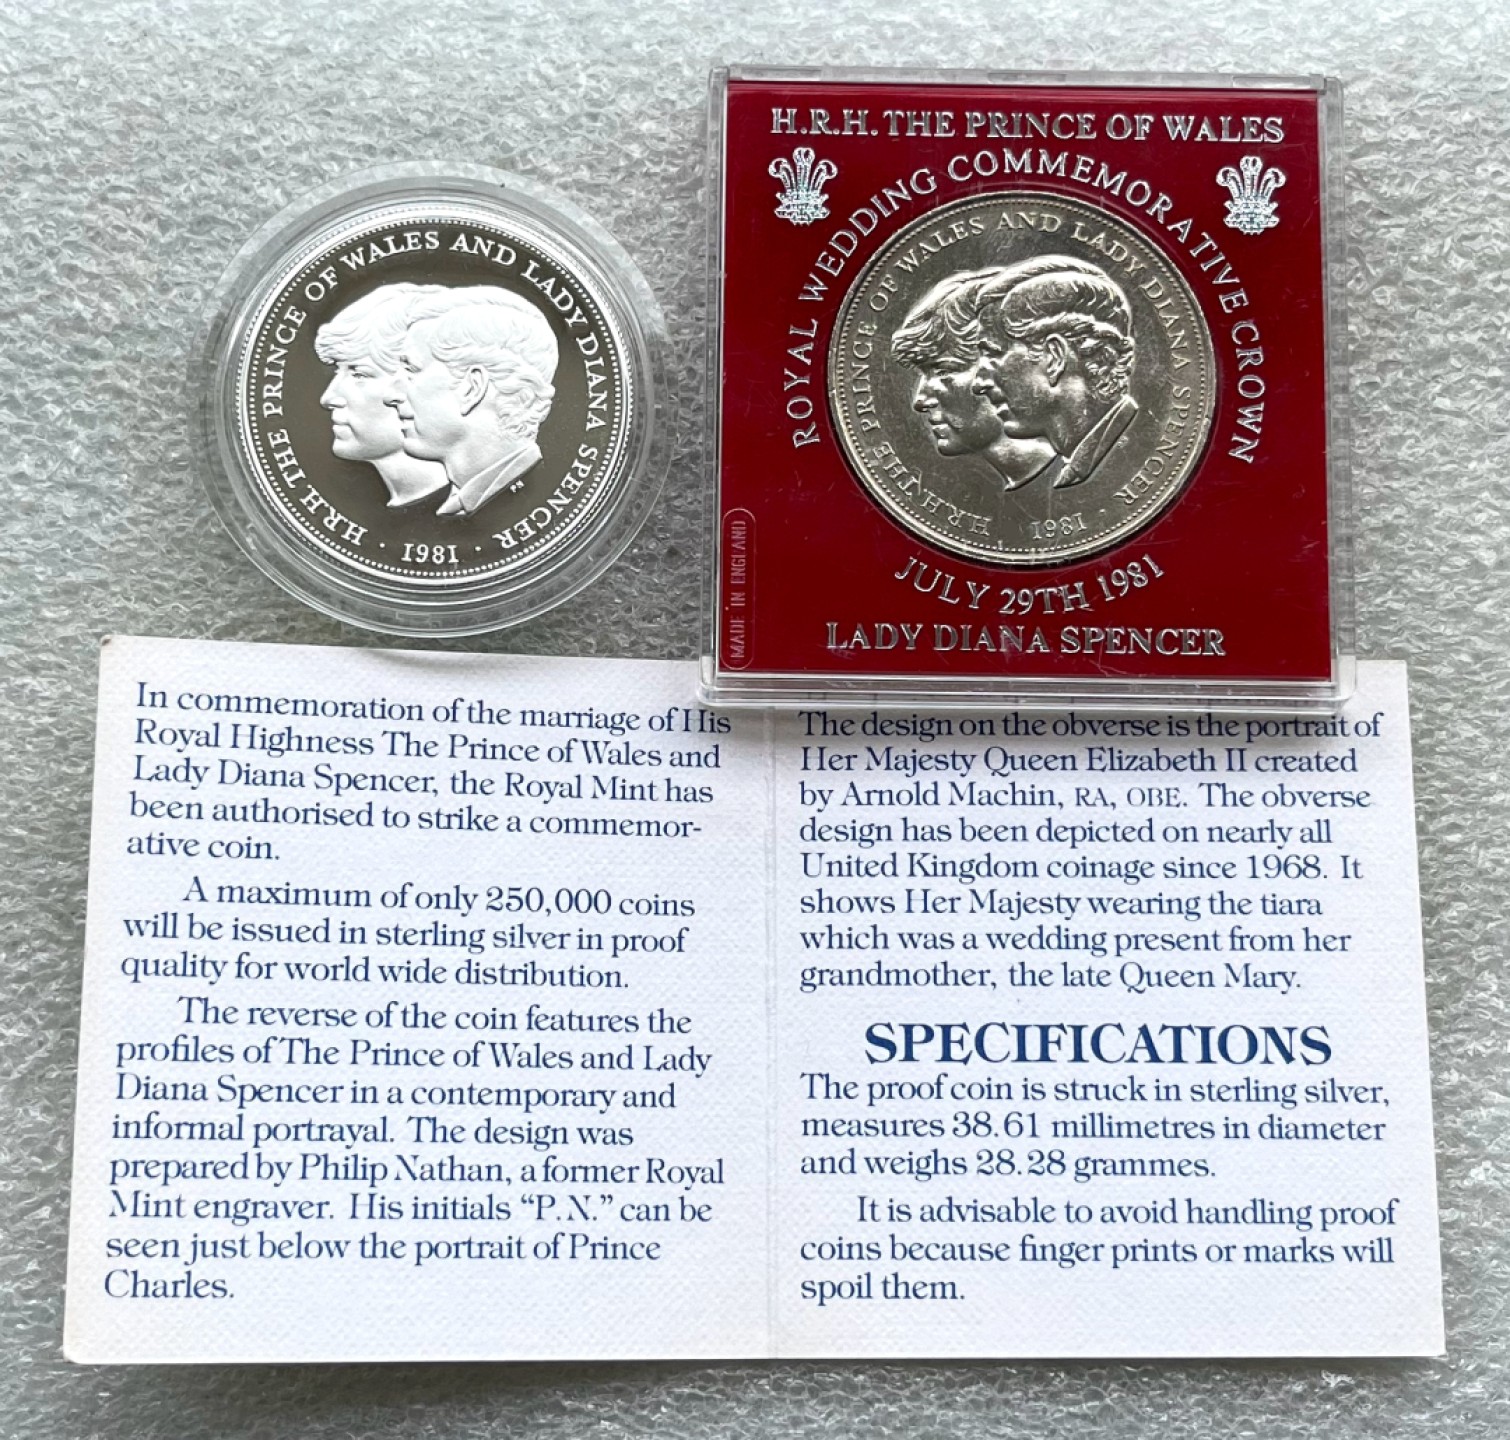 H.R.H. THE PRINCE OF WALES AND LADY DIANA SPENCER
· 1981 ·
P N
H.R.H. THE PRINCE OF WALES
ROYAL WEDDING COMMEMORATIVE CROWN
H.R.H. THE PRINCE OF WALES AND LADY DIANA SPENCER
1981 ·
JULY 29TH 1981
LADY DIANA SPENCER
MADE IN ENGLAND
In commemoration of the marriage of His
Royal Highness The Prince of Wales and
Lady Diana Spencer, the Royal Mint has
been authorised to strike a commemor-
ative coin.
A maximum of only 250,000 coins
will be issued in sterling silver in proof
quality for world wide distribution.
The reverse of the coin features the
profiles of The Prince of Wales and Lady
Diana Spencer in a contemporary and
informal portrayal. The design was
prepared by Philip Nathan, a former Royal
Mint engraver. His initials “P.N.” can be
seen just below the portrait of Prince
Charles.
The design on the obverse is the portrait of
Her Majesty Queen Elizabeth II created
by Arnold Machin, RA, OBE. The obverse
design has been depicted on nearly all
United Kingdom coinage since 1968. It
shows Her Majesty wearing the tiara
which was a wedding present from her
grandmother, the late Queen Mary.
SPECIFICATIONS
The proof coin is struck in sterling silver,
measures 38.61 millimetres in diameter
and weighs 28.28 grammes.
It is advisable to avoid handling proof
coins because finger prints or marks will
spoil them.